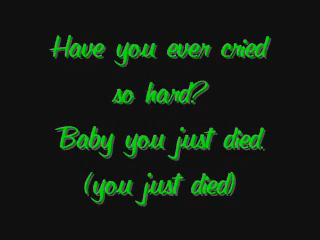 Have you ever cried
so hard?
Baby you just died.
(you just died)